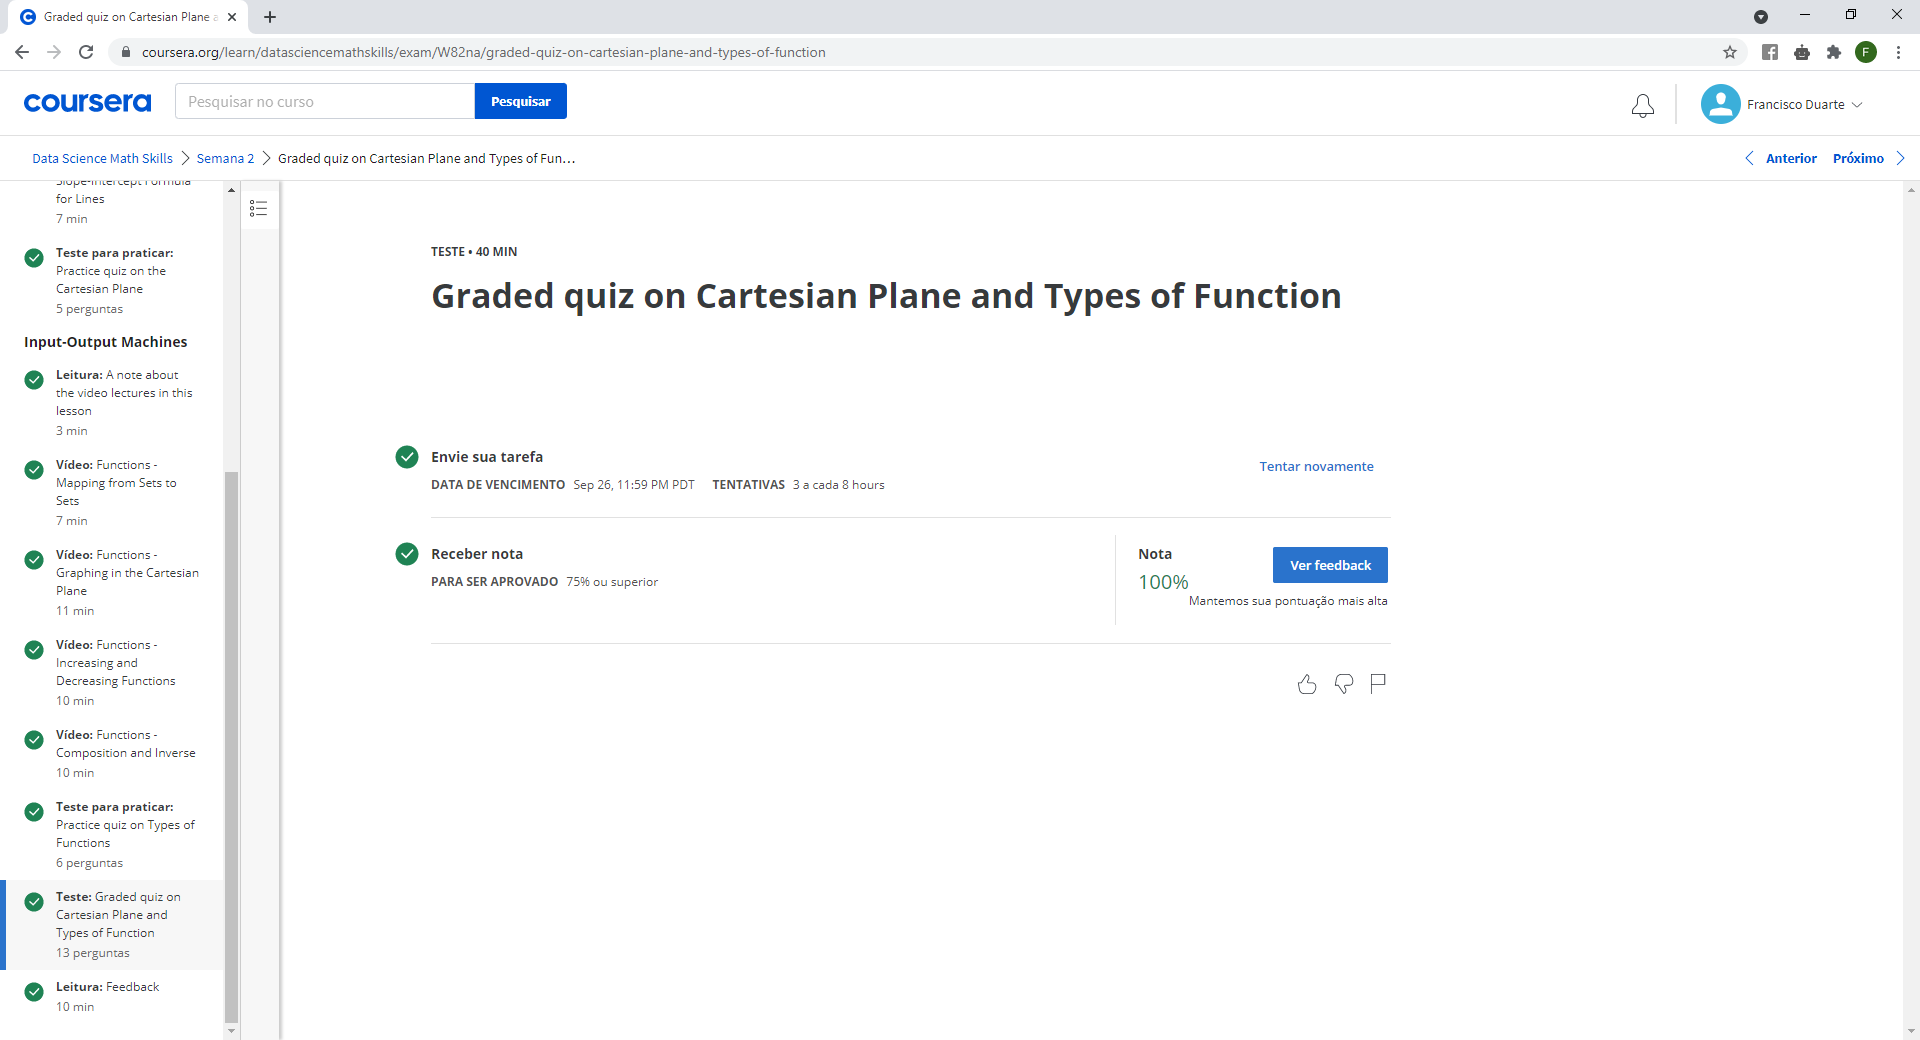 Graded quiz on Cartesian Plane a
coursera.org/learn/datasciencemathskills/exam/W82na/graded-quiz-on-cartesian-plane-and-types-of-function
F
coursera
Pesquisar no curso
Pesquisar
Francisco Duarte
Data Science Math Skills
Semana 2
Graded quiz on Cartesian Plane and Types of Fun…
Anterior
Próximo
Slope-Intercept Formula
for Lines
7 min
Teste para praticar:
Practice quiz on the
Cartesian Plane
5 perguntas
Input-Output Machines
Leitura: A note about
the video lectures in this
lesson
3 min
Vídeo: Functions -
Mapping from Sets to
Sets
7 min
Vídeo: Functions -
Graphing in the Cartesian
Plane
11 min
Vídeo: Functions -
Increasing and
Decreasing Functions
10 min
Vídeo: Functions -
Composition and Inverse
10 min
Teste para praticar:
Practice quiz on Types of
Functions
6 perguntas
Teste: Graded quiz on
Cartesian Plane and
Types of Function
13 perguntas
Leitura: Feedback
10 min
TESTE • 40 MIN
Graded quiz on Cartesian Plane and Types of Function
Envie sua tarefa
DATA DE VENCIMENTO Sep 26, 11:59 PM PDT TENTATIVAS 3 a cada 8 hours
Tentar novamente
Receber nota
PARA SER APROVADO 75% ou superior
Nota
100%
Ver feedback
Mantemos sua pontuação mais alta